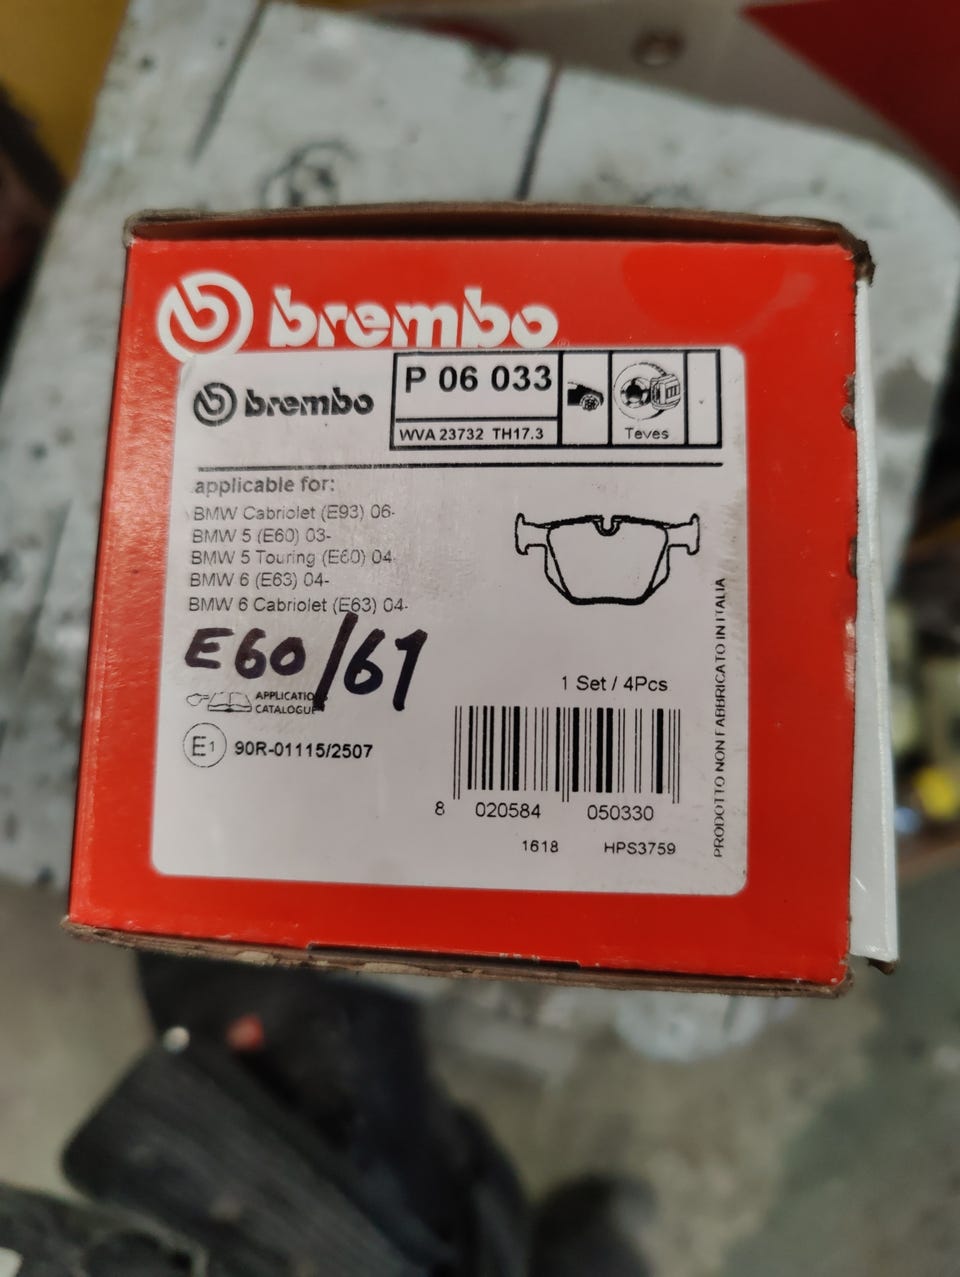 brembo
brembo
P 06 033
WVA 23732 TH17.3
Teves
applicable for:
BMW Cabriolet (E93) 06-
BMW 5 (E60) 03-
BMW 5 Touring (E60) 04-
BMW 6 (E63) 04-
BMW 6 Cabriolet (E63) 04-
E60/61
APPLICATION
CATALOGUE
E1 90R-01115/2507
1 Set / 4Pcs
8 020584 050330
1618 HPS3759
PRODOTTO NON FABBRICATO IN ITALIA